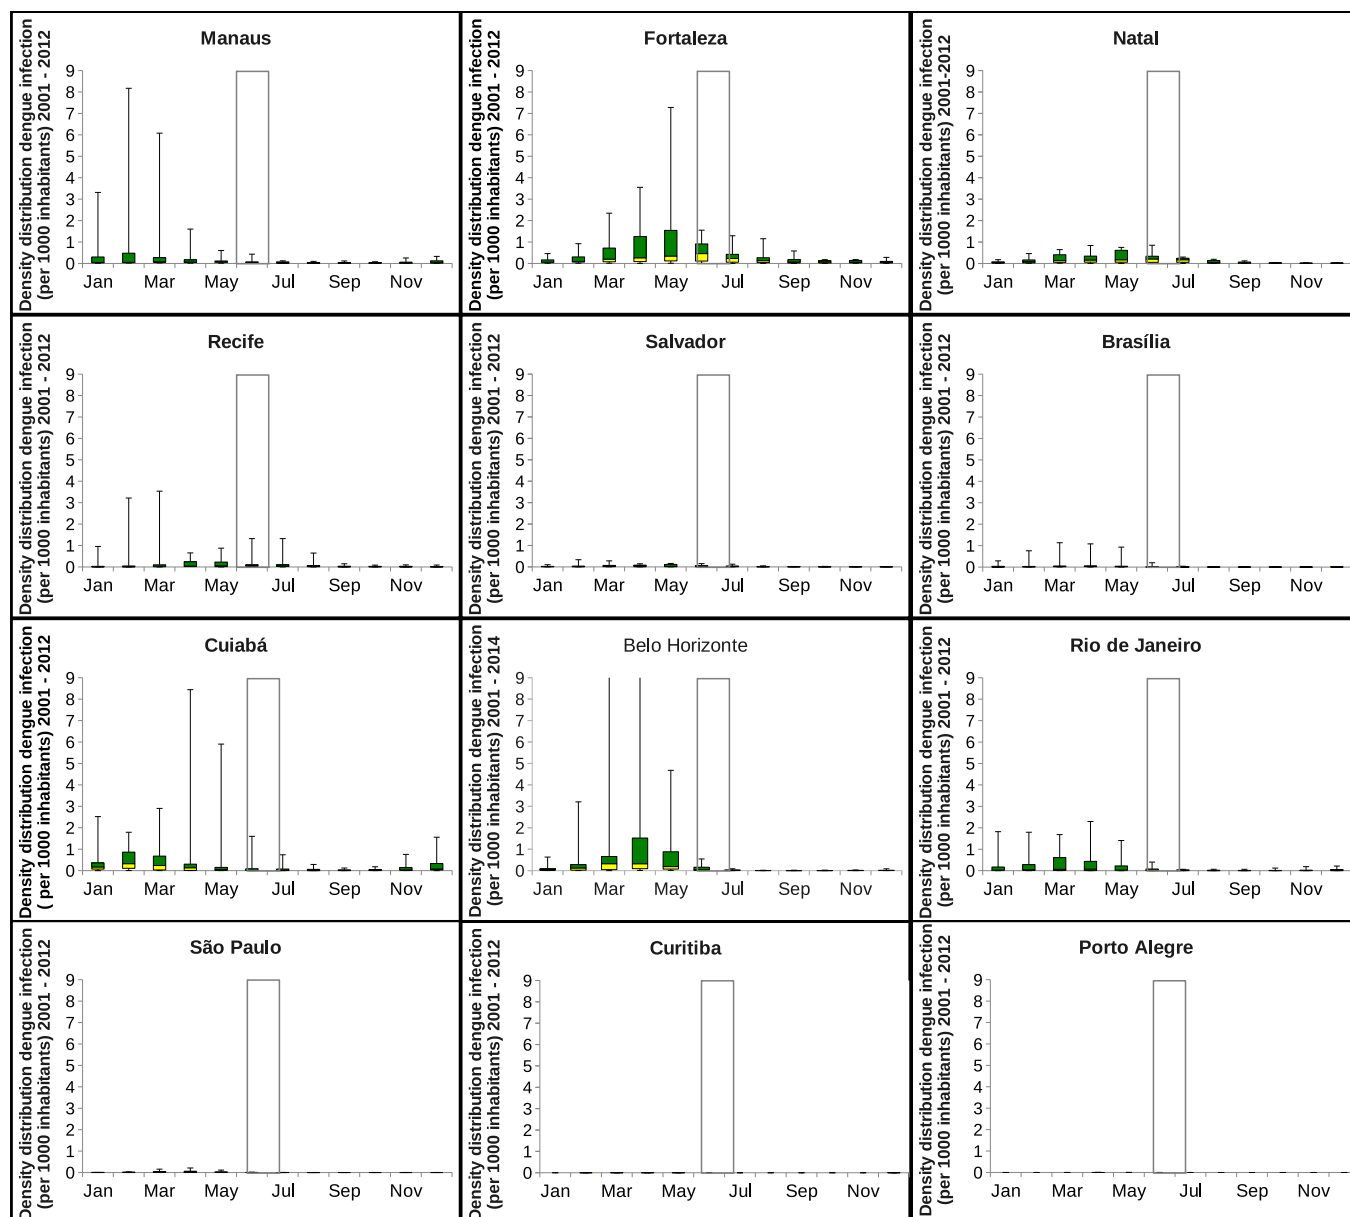 Density distribution dengue infection
(per 1000 inhabitants) 2001 - 2012
Manaus
9
8
7
6
5
4
3
2
1
0
Jan Mar May Jul Sep Nov
Density distribution dengue infection
(per 1000 inhabitants) 2001 - 2012
Fortaleza
9
8
7
6
5
4
3
2
1
0
Jan Mar May Jul Sep Nov
Density distribution dengue infection
(per 1000 inhabitants) 2001-2012
Natal
9
8
7
6
5
4
3
2
1
0
Jan Mar May Jul Sep Nov
Density distribution dengue infection
(per 1000 inhabitants) 2001 - 2012
Recife
9
8
7
6
5
4
3
2
1
0
Jan Mar May Jul Sep Nov
Density distribution dengue infection
(per 1000 inhabitants) 2001 - 2012
Salvador
9
8
7
6
5
4
3
2
1
0
Jan Mar May Jul Sep Nov
Density distribution dengue infection
(per 1000 inhabitants) 2001 - 2012
Brasília
9
8
7
6
5
4
3
2
1
0
Jan Mar May Jul Sep Nov
Density distribution dengue infection
( per 1000 inhabitants) 2001 - 2012
Cuiabá
9
8
7
6
5
4
3
2
1
0
Jan Mar May Jul Sep Nov
Density distribution dengue infection
(per 1000 inhabitants) 2001 - 2014
Belo Horizonte
9
8
7
6
5
4
3
2
1
0
Jan Mar May Jul Sep Nov
Density distribution dengue infection
(per 1000 inhabitants) 2001 - 2012
Rio de Janeiro
9
8
7
6
5
4
3
2
1
0
Jan Mar May Jul Sep Nov
Density distribution dengue infection
(per 1000 inhabitants) 2001 - 2012
São Paulo
9
8
7
6
5
4
3
2
1
0
Jan Mar May Jul Sep Nov
Density distribution dengue infection
(per 1000 inhabitants) 2001 - 2012
Curitiba
9
8
7
6
5
4
3
2
1
0
Jan Mar May Jul Sep Nov
Density distribution dengue infection
(per 1000 inhabitants) 2001 - 2012
Porto Alegre
9
8
7
6
5
4
3
2
1
0
Jan Mar May Jul Sep Nov